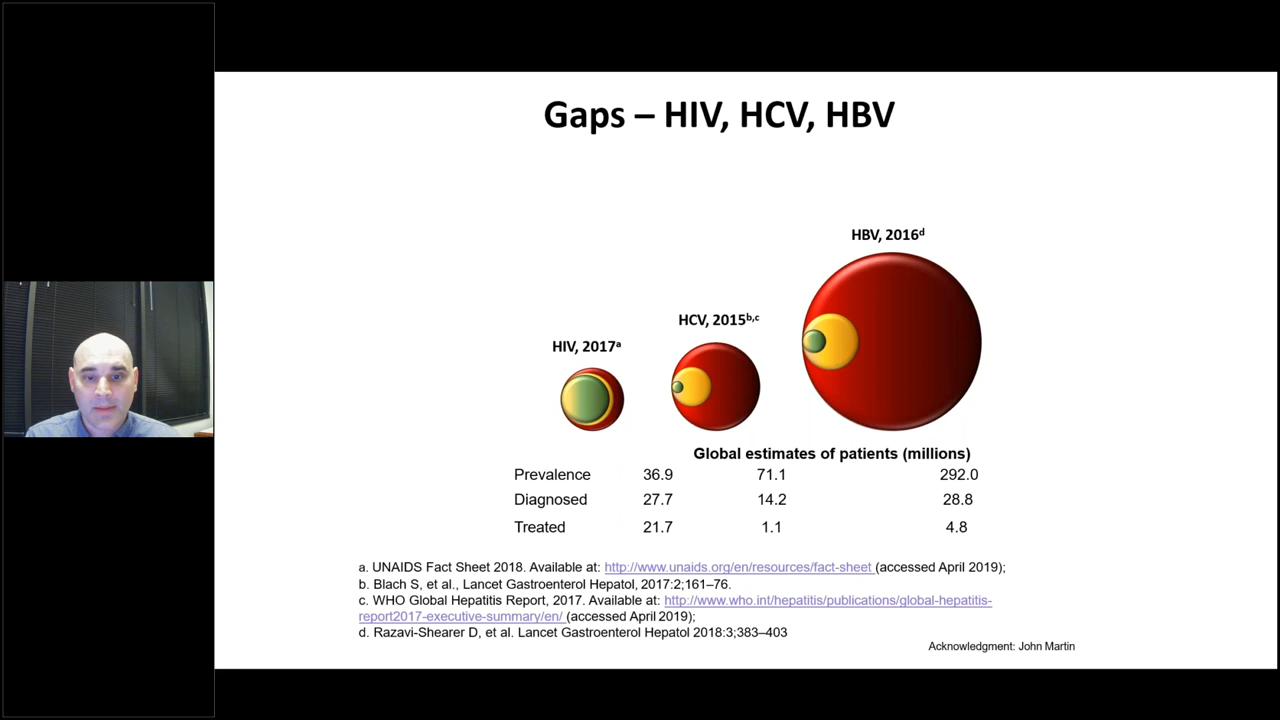 Gaps – HIV, HCV, HBV
HBV, 2016d
HCV, 2015b,c
HIV, 2017a
Global estimates of patients (millions)
Prevalence 36.9 71.1 292.0
Diagnosed 27.7 14.2 28.8
Treated 21.7 1.1 4.8
a. UNAIDS Fact Sheet 2018. Available at: http://www.unaids.org/en/resources/fact-sheet (accessed April 2019);
b. Blach S, et al., Lancet Gastroenterol Hepatol, 2017:2;161–76.
c. WHO Global Hepatitis Report, 2017. Available at: http://www.who.int/hepatitis/publications/global-hepatitis-
report2017-executive-summary/en/ (accessed April 2019);
d. Razavi-Shearer D, et al. Lancet Gastroenterol Hepatol 2018:3;383–403
Acknowledgment: John Martin